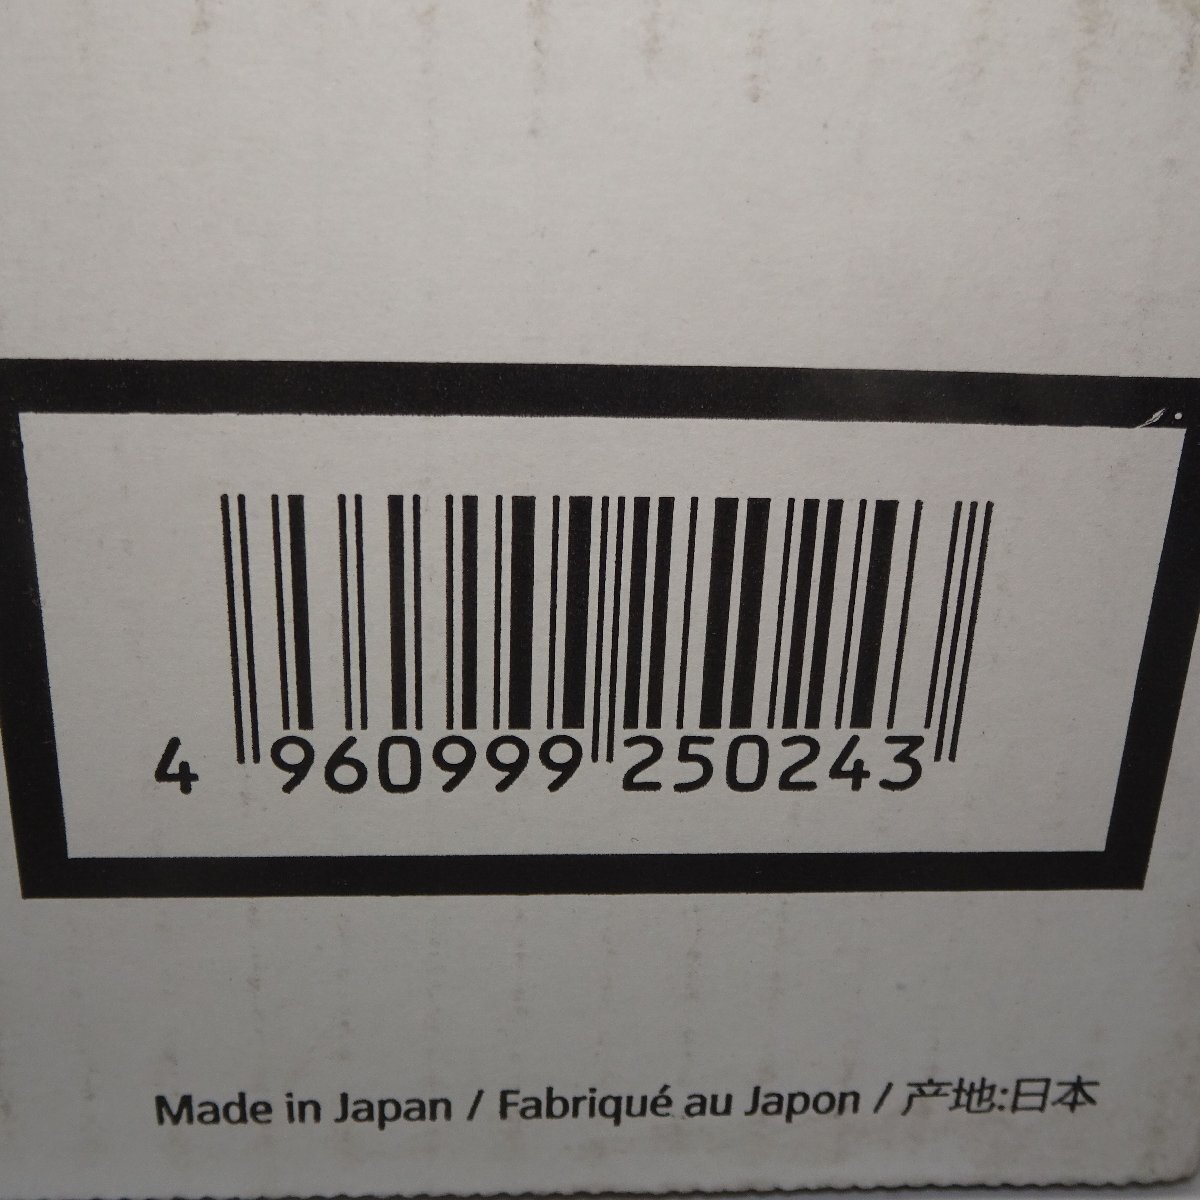 4 960999 250243
Made in Japan / Fabriqué au Japon / 产地:日本